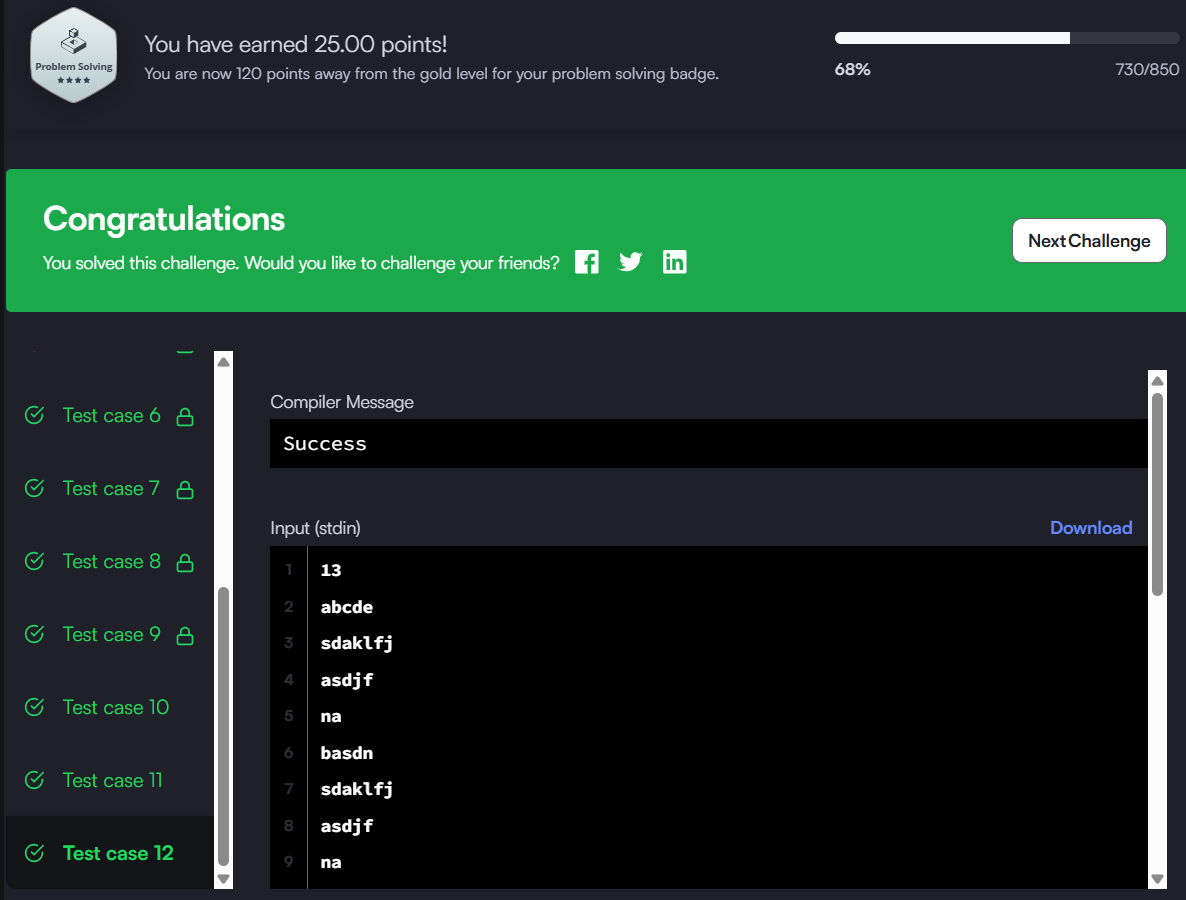 Problem Solving
You have earned 25.00 points!
You are now 120 points away from the gold level for your problem solving badge.
68%
730/850
Congratulations
You solved this challenge. Would you like to challenge your friends?
Next Challenge
Test case 6
Test case 7
Test case 8
Test case 9
Test case 10
Test case 11
Test case 12
Compiler Message
Success
Input (stdin)
Download
1 13
2 abcde
3 sdaklfj
4 asdjf
5 na
6 basdn
7 sdaklfj
8 asdjf
9 na